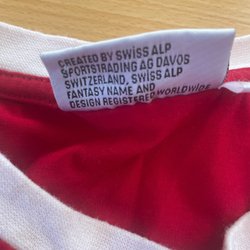 CREATED BY SWISS ALP
SPORTSTRADING AG DAVOS
SWITZERLAND, SWISS ALP
FANTASY NAME AND
DESIGN REGISTERED WORLDWIDE